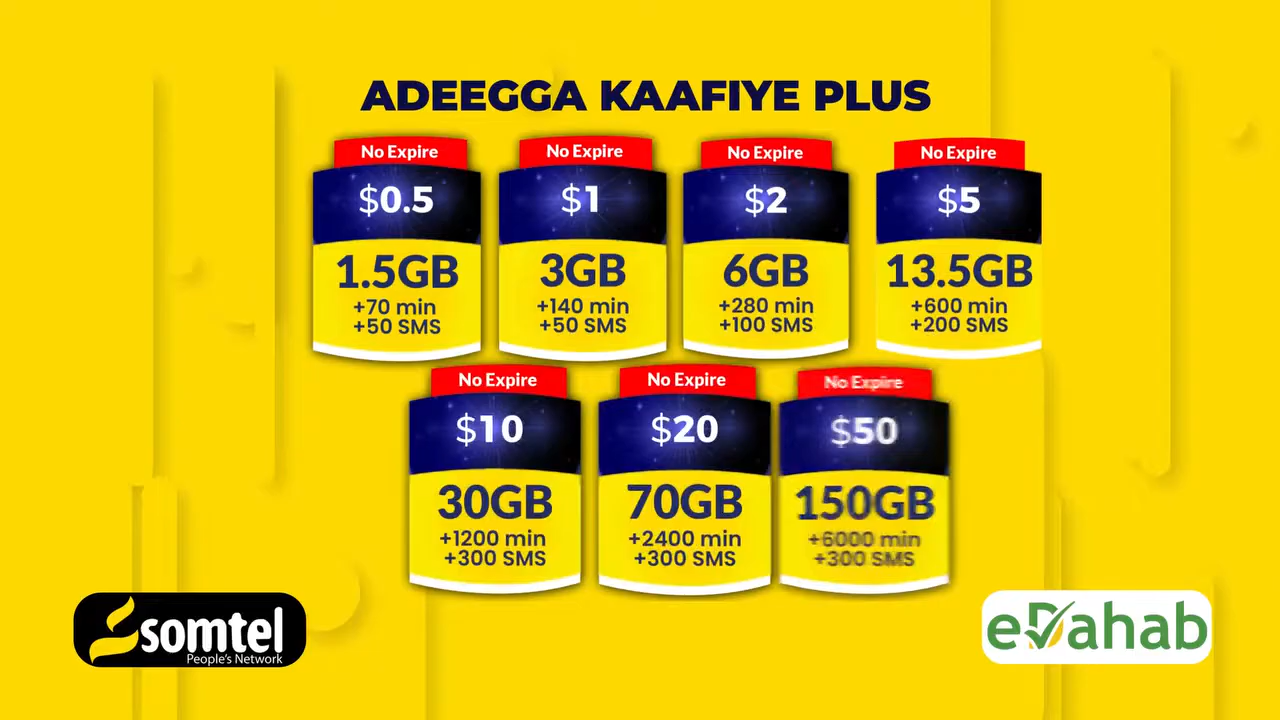 ADEEGGA KAAFIYE PLUS
No Expire
$0.5
1.5GB
+70 min
+50 SMS
No Expire
$1
3GB
+140 min
+50 SMS
No Expire
$2
6GB
+280 min
+100 SMS
No Expire
$5
13.5GB
+600 min
+200 SMS
No Expire
$10
30GB
+1200 min
+300 SMS
No Expire
$20
70GB
+2400 min
+300 SMS
No Expire
$50
150GB
+6000 min
+300 SMS
somtel
People's Network
eDahab